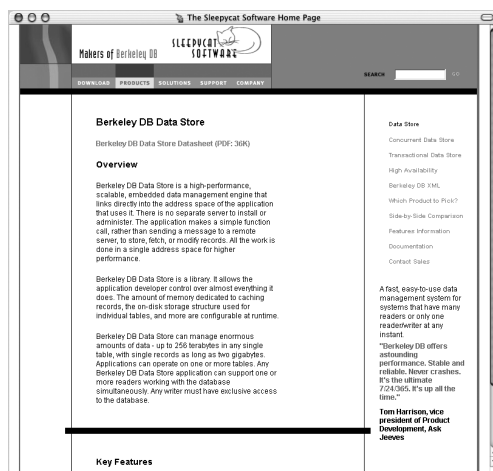 The Sleepycat Software Home Page
Makers of Berkeley DB
SLEEPYCAT
SOFTWARE
SEARCH
GO
DOWNLOAD PRODUCTS SOLUTIONS SUPPORT COMPANY
Berkeley DB Data Store
Berkeley DB Data Store Datasheet (PDF: 36K)
Overview
Berkeley DB Data Store is a high-performance,
scalable, embedded data management engine that
links directly into the address space of the application
that uses it. There is no separate server to install or
administer. The application makes a simple function
call, rather than sending a message to a remote
server, to store, fetch, or modify records. All the work is
done in a single address space for higher
performance.
Berkeley DB Data Store is a library. It allows the
application developer control over almost everything it
does. The amount of memory dedicated to caching
records, the on-disk storage structure used for
individual tables, and more are configurable at runtime.
Berkeley DB Data Store can manage enormous
amounts of data - up to 256 terabytes in any single
table, with single records as long as two gigabytes.
Applications can operate on one or more tables. Any
Berkeley DB Data Store application can support one or
more readers working with the database
simultaneously. Any writer must have exclusive access
to the database.
Key Features
Data Store
Concurrent Data Store
Transactional Data Store
High Availability
Berkeley DB XML
Which Product to Pick?
Side-by-Side Comparison
Features Information
Documentation
Contact Sales
A fast, easy-to-use data
management system for
systems that have many
readers or only one
reader/writer at any
instant.
"Berkeley DB offers
astounding
performance. Stable and
reliable. Never crashes.
It's the ultimate
7/24/365. It's up all the
time."
Tom Harrison, vice
president of Product
Development, Ask
Jeeves